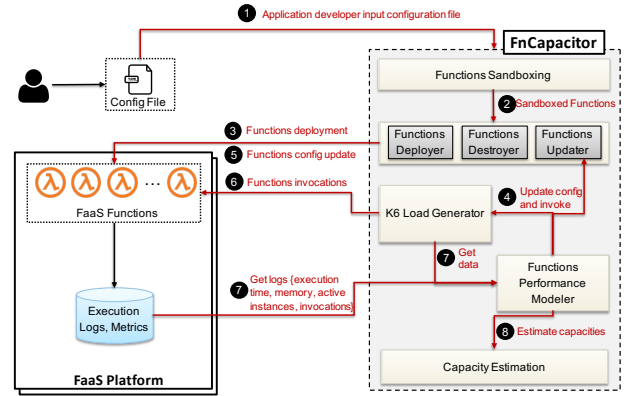 1 Application developer input configuration file
FnCapacitor
Functions Sandboxing
YAML
Config File
2 Sandboxed Functions
3 Functions deployment
Functions
Deployer
Functions
Destroyer
Functions
Updater
5 Functions config update
6 Functions invocations
λ λ λ ... λ
FaaS Functions
K6 Load Generator
4 Update config
and invoke
7 Get
data
7 Get logs {execution
time, memory, active
instances, invocations}
Functions
Performance
Modeler
Execution
Logs, Metrics
8 Estimate capacities
Capacity Estimation
FaaS Platform